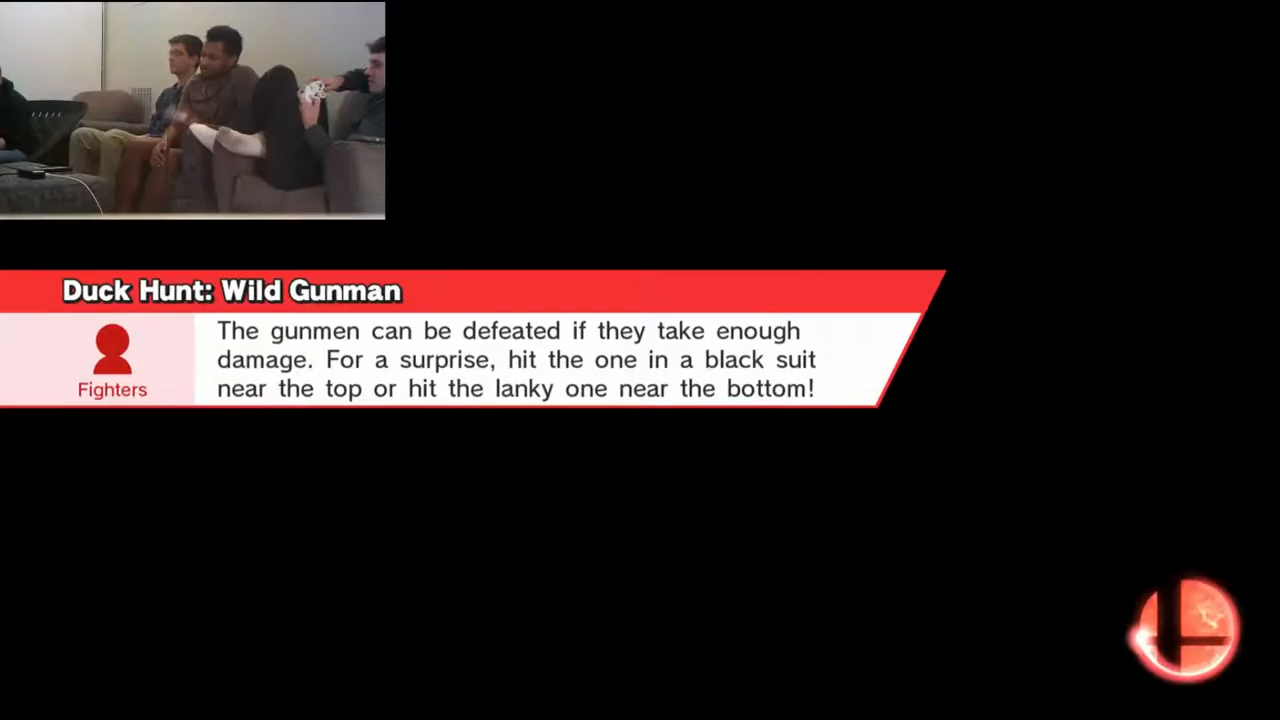 Duck Hunt: Wild Gunman
The gunmen can be defeated if they take enough
damage. For a surprise, hit the one in a black suit
near the top or hit the lanky one near the bottom!
Fighters